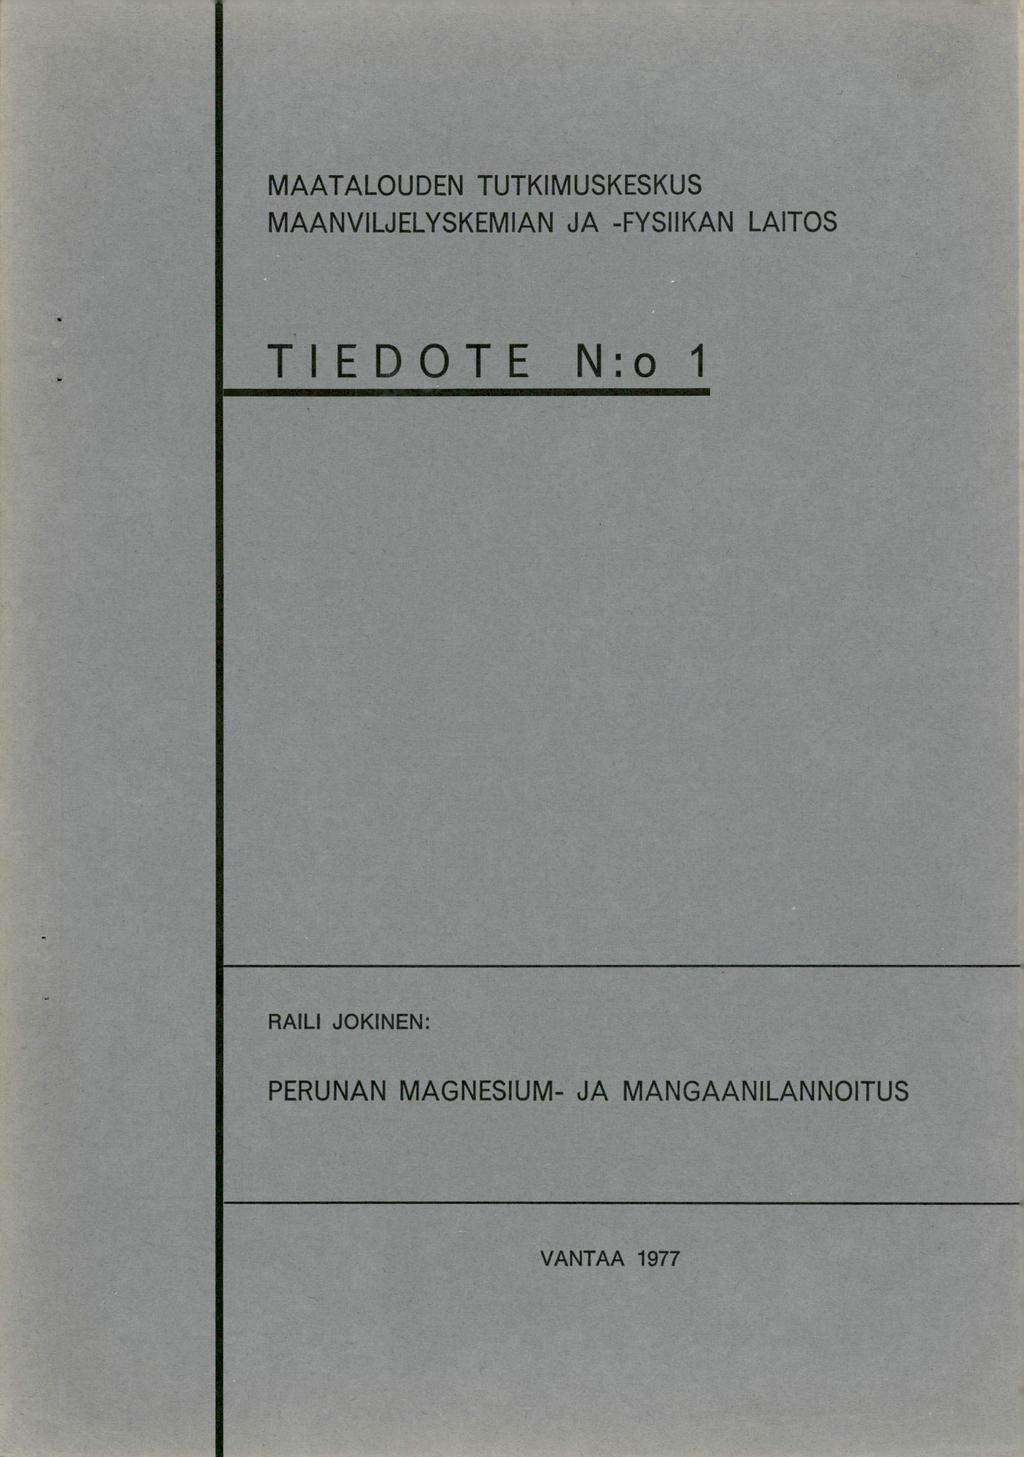 MAATALOUDEN TUTKIMUSKESKUS
MAANVILJELYSKEMIAN JA -FYSIIKAN LAITOS
TIEDOTE N:o 1
RAILI JOKINEN:
PERUNAN MAGNESIUM- JA MANGAANILANNOITUS
VANTAA 1977